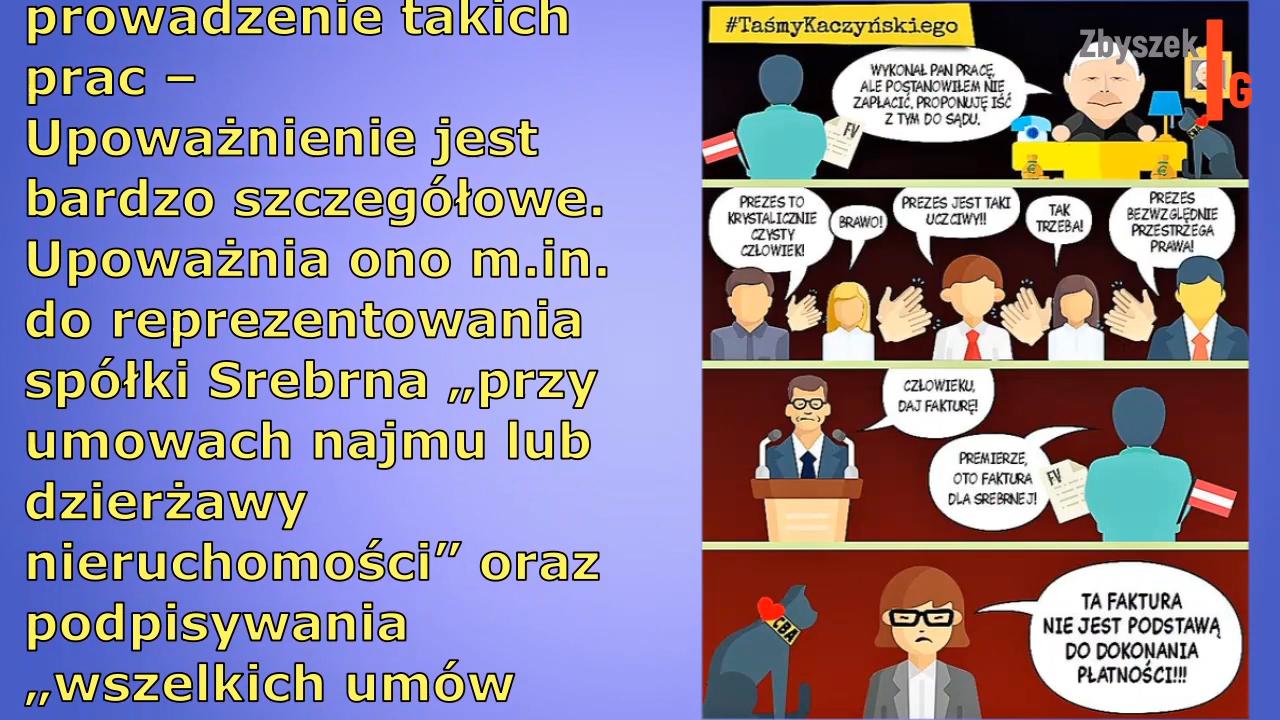 prowadzenie takich
prac –
Upoważnienie jest
bardzo szczegółowe.
Upoważnia ono m.in.
do reprezentowania
spółki Srebrna „przy
umowach najmu lub
dzierżawy
nieruchomości” oraz
podpisywania
„wszelkich umów
#TaśmyKaczyńskiego
Zbyszek
G
WYKONAŁ PAN PRACĘ,
ALE POSTANOWIŁEM NIE
ZAPŁACIĆ, PROPONUJĘ IŚĆ
Z TYM DO SĄDU.
FV
CBA
PREZES TO
KRYSTALICZNIE
CZYSTY
CZŁOWIEK!
BRAWO!
PREZES JEST TAKI
UCZCIWY!!
TAK
TRZEBA!
PREZES
BEZWZGLĘDNIE
PRZESTRZEGA
PRAWA!
CZŁOWIEKU,
DAJ FAKTURĘ!
PREMIERZE,
OTO FAKTURA
DLA SREBRNEJ!
FV
CBA
TA FAKTURA
NIE JEST PODSTAWĄ
DO DOKONANIA
PŁATNOŚCI!!!